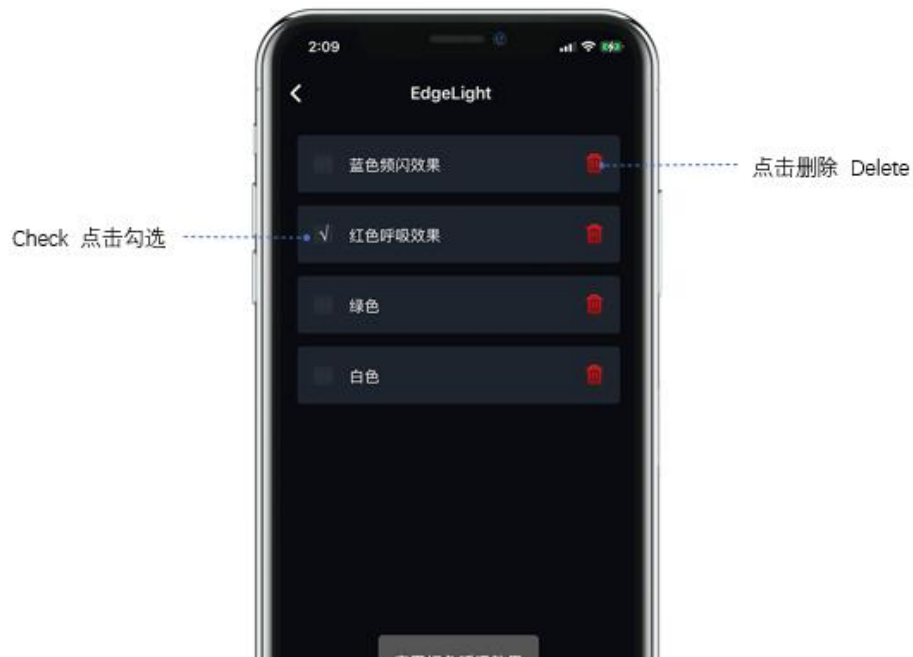 2:09
EdgeLight
蓝色频闪效果
点击删除 Delete
Check 点击勾选
√ 红色呼吸效果
绿色
白色